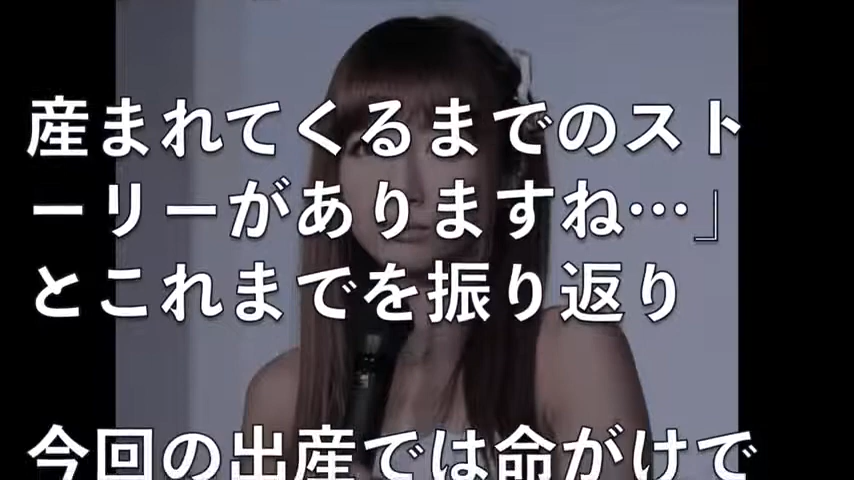 産まれてくるまでのスト
ーリーがありますね…」
とこれまでを振り返り
今回の出産では命がけで